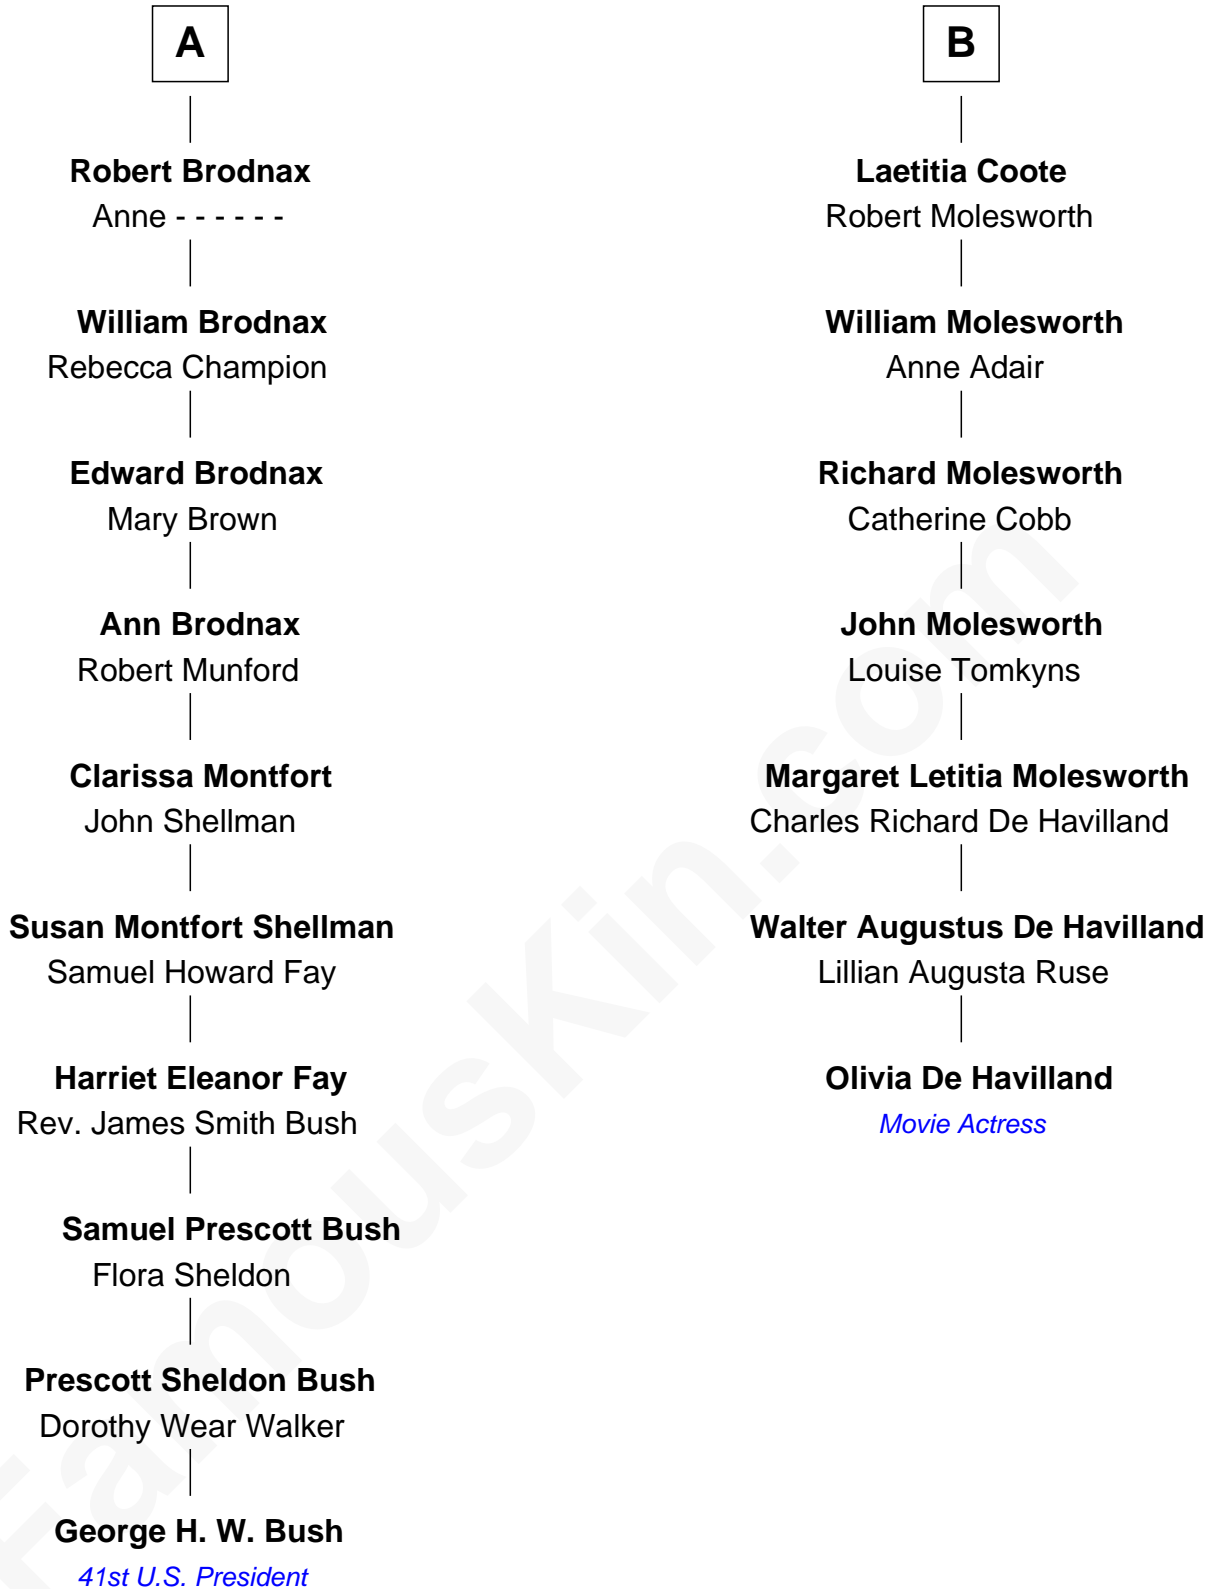 A
Robert Brodnax
Anne - - - - - -
William Brodnax
Rebecca Champion
Edward Brodnax
Mary Brown
Ann Brodnax
Robert Munford
Clarissa Montfort
John Shellman
Susan Montfort Shellman
Samuel Howard Fay
Harriet Eleanor Fay
Rev. James Smith Bush
Samuel Prescott Bush
Flora Sheldon
Prescott Sheldon Bush
Dorothy Wear Walker
George H. W. Bush
41st U.S. President
B
Laetitia Coote
Robert Molesworth
William Molesworth
Anne Adair
Richard Molesworth
Catherine Cobb
John Molesworth
Louise Tomkyns
Margaret Letitia Molesworth
Charles Richard De Havilland
Walter Augustus De Havilland
Lillian Augusta Ruse
Olivia De Havilland
Movie Actress
FamousKin.com